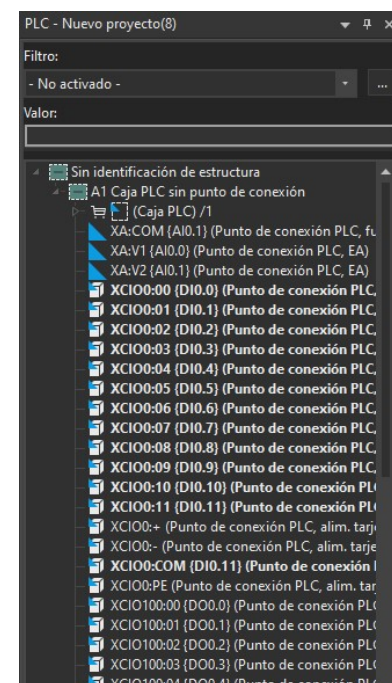 PLC - Nuevo proyecto(8)
Filtro:
- No activado -
...
Valor:
Sin identificación de estructura
A1 Caja PLC sin punto de conexión
(Caja PLC) /1
XA:COM {AI0.1} (Punto de conexión PLC, fu
XA:V1 {AI0.0} (Punto de conexión PLC, EA)
XA:V2 {AI0.1} (Punto de conexión PLC, EA)
XCIO0:00 {DI0.0} (Punto de conexión PLC,
XCIO0:01 {DI0.1} (Punto de conexión PLC,
XCIO0:02 {DI0.2} (Punto de conexión PLC,
XCIO0:03 {DI0.3} (Punto de conexión PLC,
XCIO0:04 {DI0.4} (Punto de conexión PLC,
XCIO0:05 {DI0.5} (Punto de conexión PLC,
XCIO0:06 {DI0.6} (Punto de conexión PLC,
XCIO0:07 {DI0.7} (Punto de conexión PLC,
XCIO0:08 {DI0.8} (Punto de conexión PLC,
XCIO0:09 {DI0.9} (Punto de conexión PLC,
XCIO0:10 {DI0.10} (Punto de conexión PL
XCIO0:11 {DI0.11} (Punto de conexión PL
XCIO0:+ (Punto de conexión PLC, alim. tarje
XCIO0:- (Punto de conexión PLC, alim. tarje
XCIO0:COM {DI0.11} (Punto de conexión
XCIO0:PE (Punto de conexión PLC, alim. tar
XCIO100:00 {DO0.0} (Punto de conexión PL
XCIO100:01 {DO0.1} (Punto de conexión PL
XCIO100:02 {DO0.2} (Punto de conexión PL
XCIO100:03 {DO0.3} (Punto de conexión PL
XCIO100:04 {DO0.4} (Punto de conexión PL